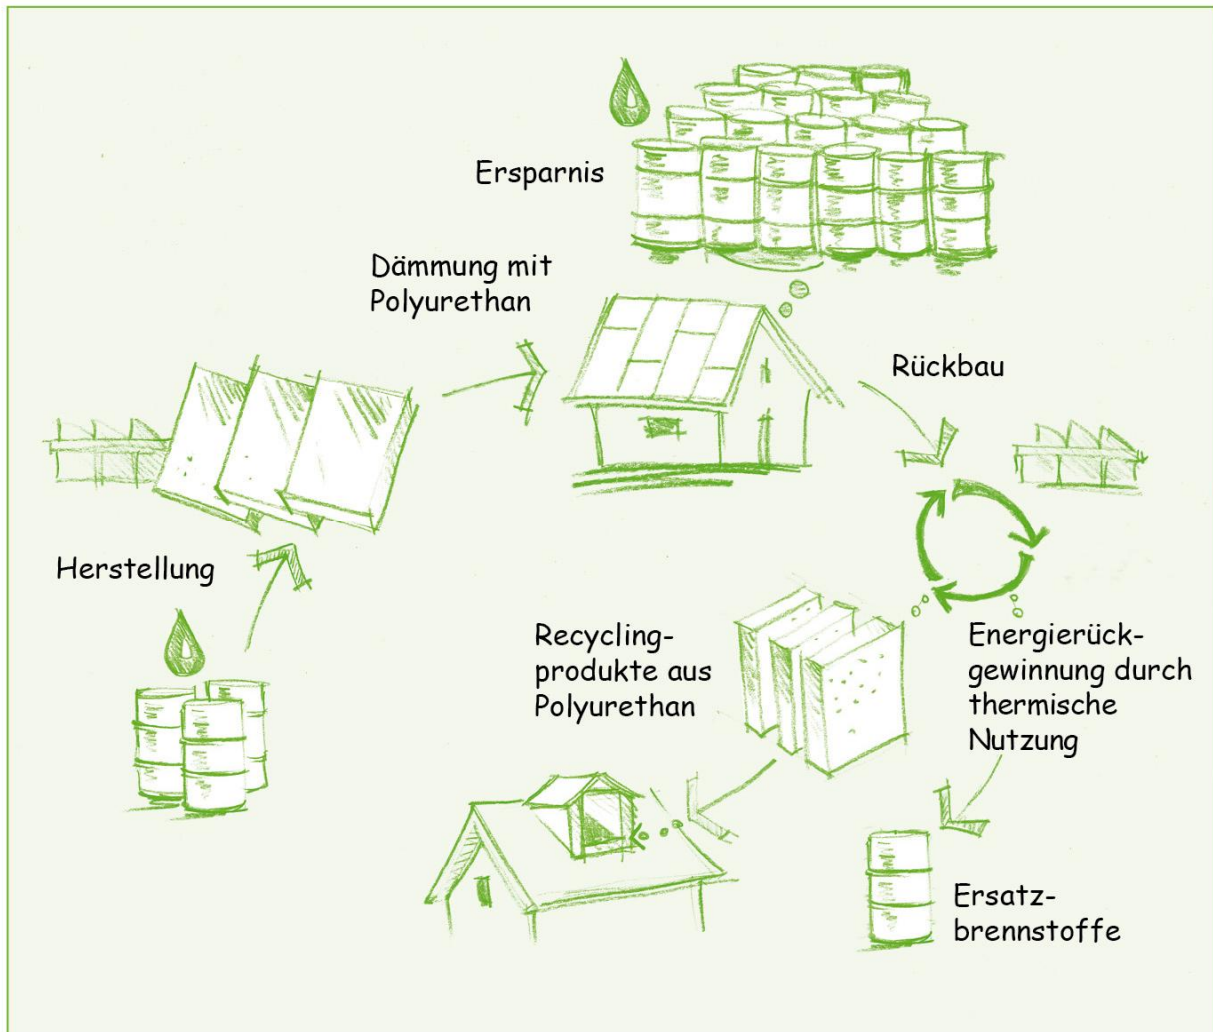 Ersparnis
Dämmung mit
Polyurethan
Rückbau
Herstellung
Recycling-
produkte aus
Polyurethan
Energierück-
gewinnung durch
thermische
Nutzung
Ersatz-
brennstoffe